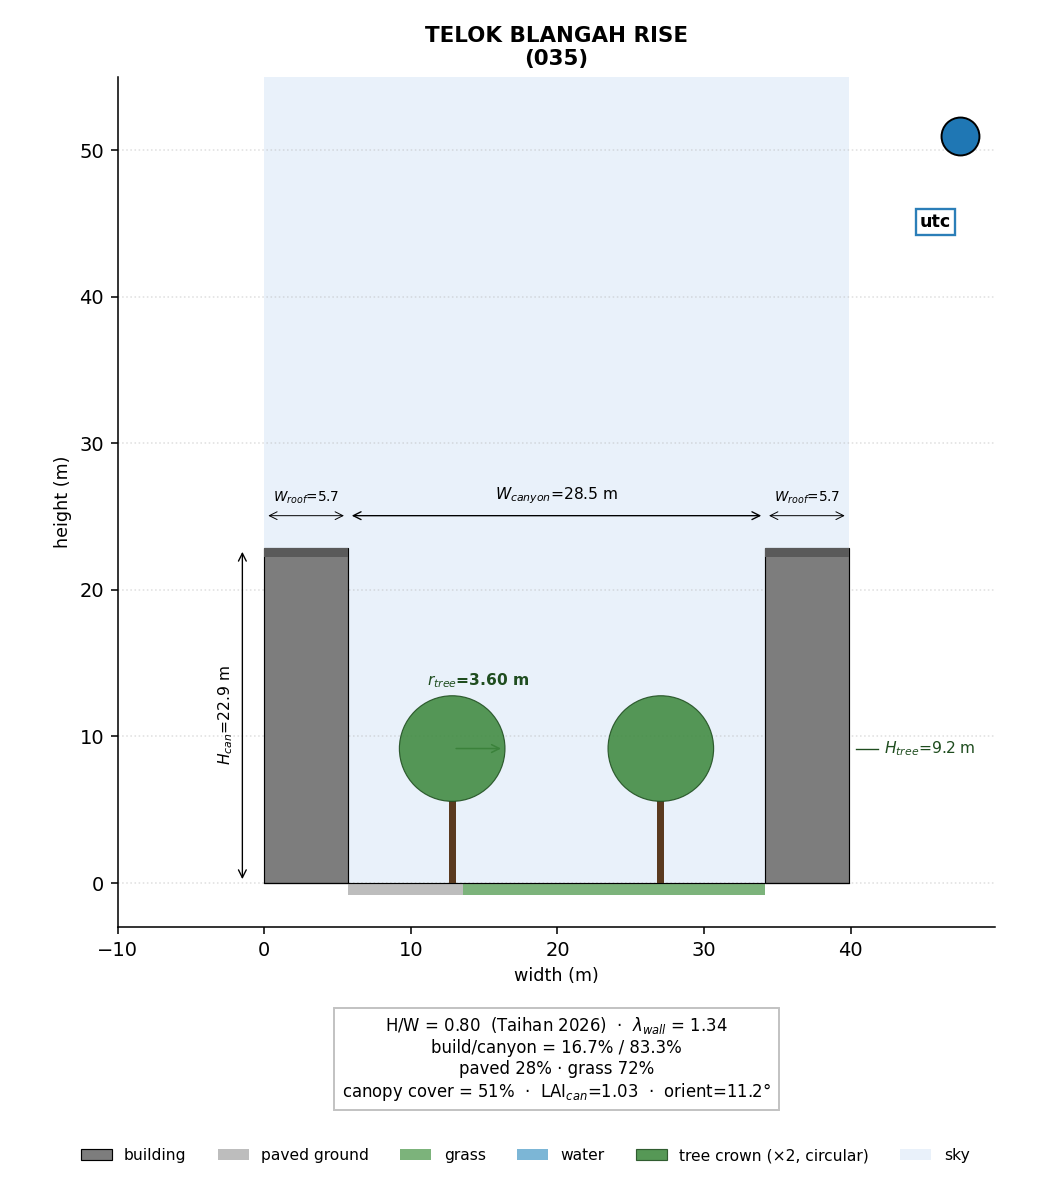 TELOK BLANGAH RISE
(035)
50
40
30
20
10
0
height (m)
utc
W_roof=5.7
W_canyon=28.5 m
W_roof=5.7
H_can=22.9 m
r_tree=3.60 m
H_tree=9.2 m
−10 0 10 20 30 40
width (m)
H/W = 0.80 (Taihan 2026) · λ_wall = 1.34
build/canyon = 16.7% / 83.3%
paved 28% · grass 72%
canopy cover = 51% · LAI_can=1.03 · orient=11.2°
building paved ground grass water tree crown (×2, circular) sky